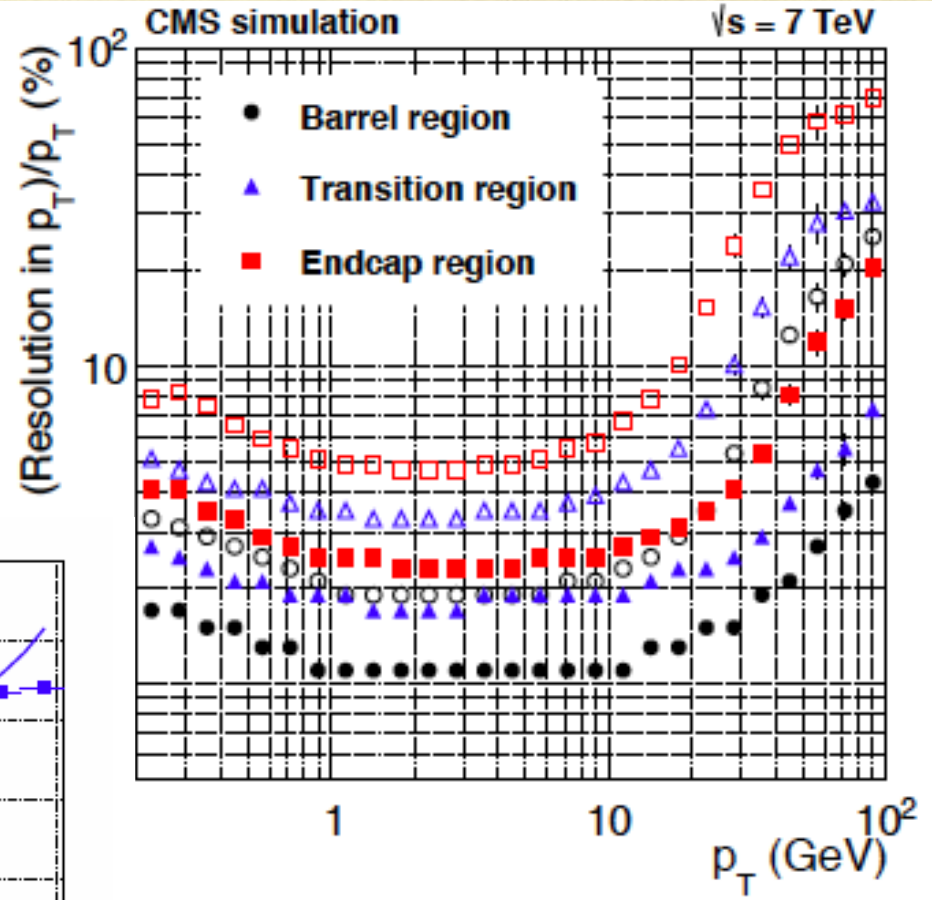 CMS simulation √s = 7 TeV
(Resolution in p_T)/p_T (%)
10²
10
Barrel region
Transition region
Endcap region
1 10 10²
p_T (GeV)